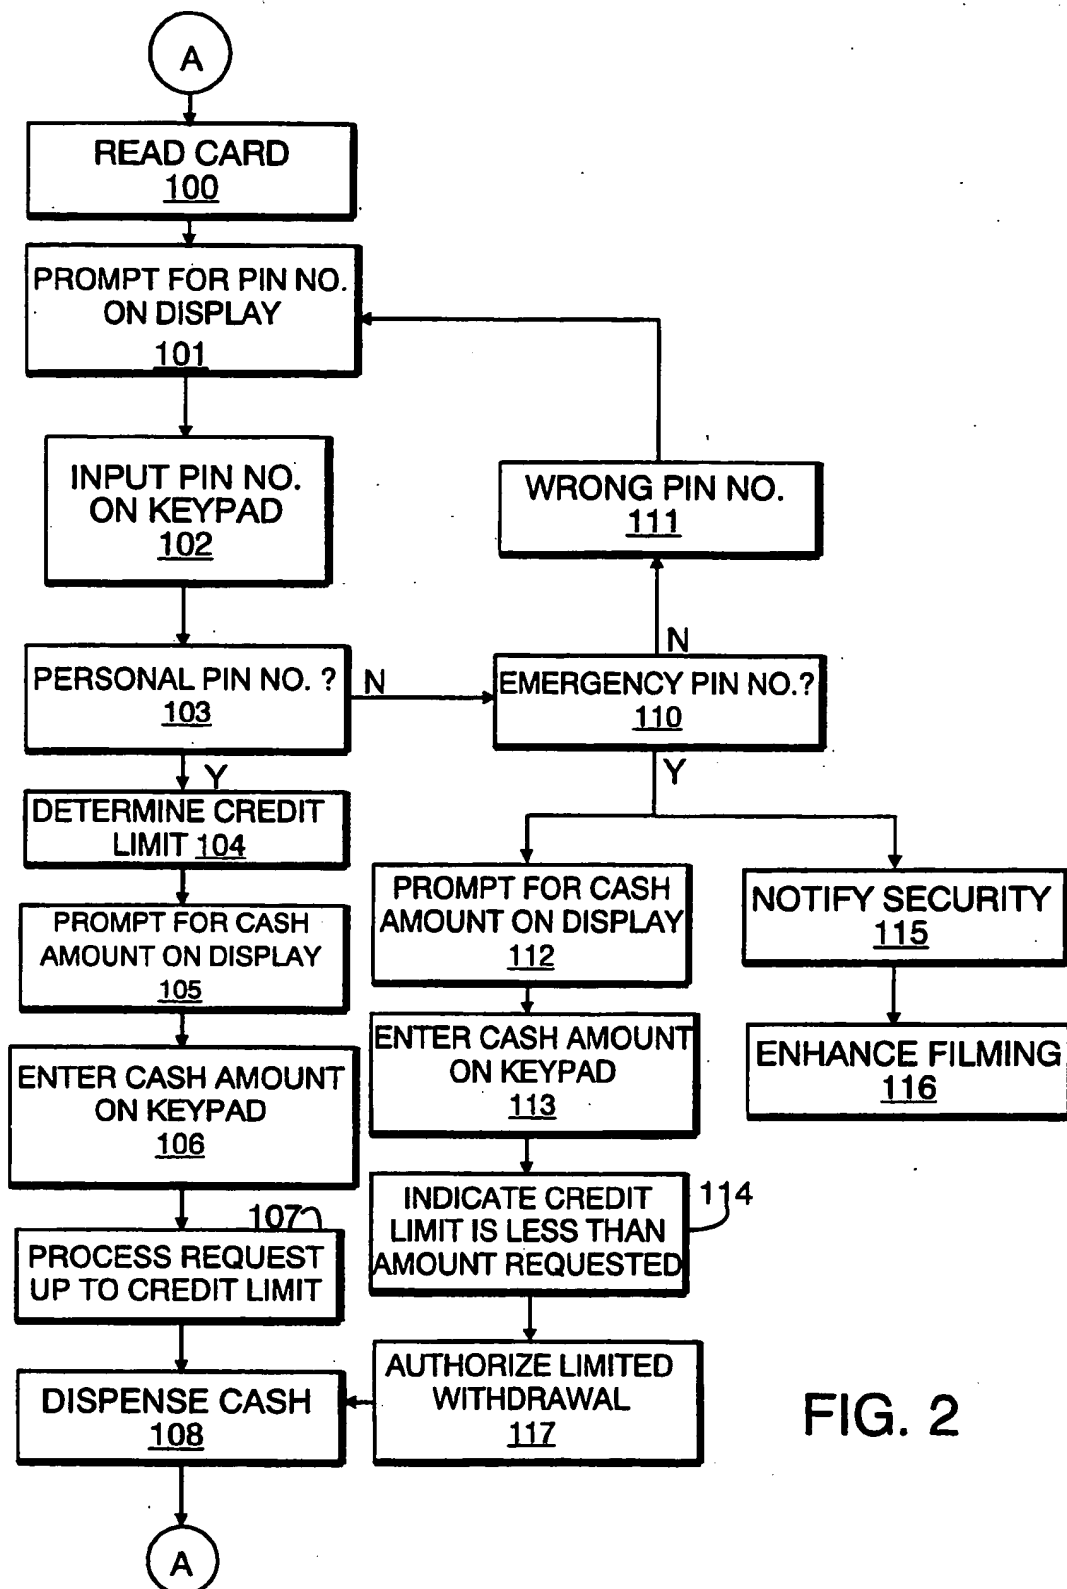 A
READ CARD
100
PROMPT FOR PIN NO.
ON DISPLAY
101
INPUT PIN NO.
ON KEYPAD
102
WRONG PIN NO.
111
N
PERSONAL PIN NO. ?
103
N
EMERGENCY PIN NO.?
110
Y
Y
DETERMINE CREDIT
LIMIT 104
PROMPT FOR CASH
AMOUNT ON DISPLAY
105
PROMPT FOR CASH
AMOUNT ON DISPLAY
112
NOTIFY SECURITY
115
ENTER CASH AMOUNT
ON KEYPAD
106
ENTER CASH AMOUNT
ON KEYPAD
113
ENHANCE FILMING
116
107
PROCESS REQUEST
UP TO CREDIT LIMIT
INDICATE CREDIT
LIMIT IS LESS THAN
AMOUNT REQUESTED
114
DISPENSE CASH
108
AUTHORIZE LIMITED
WITHDRAWAL
117
FIG. 2
A